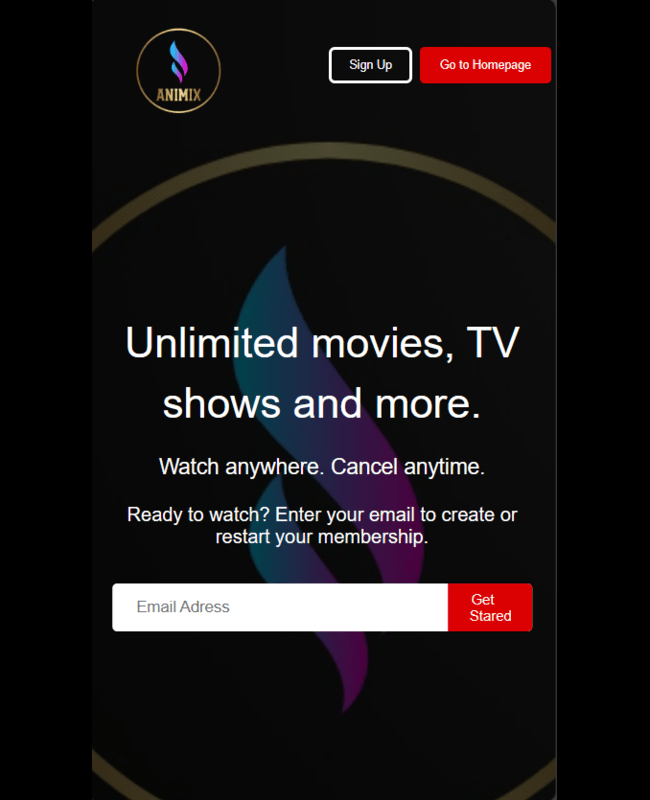 ANIMIX
Sign Up
Go to Homepage
Unlimited movies, TV
shows and more.
Watch anywhere. Cancel anytime.
Ready to watch? Enter your email to create or
restart your membership.
Email Adress
Get
Stared